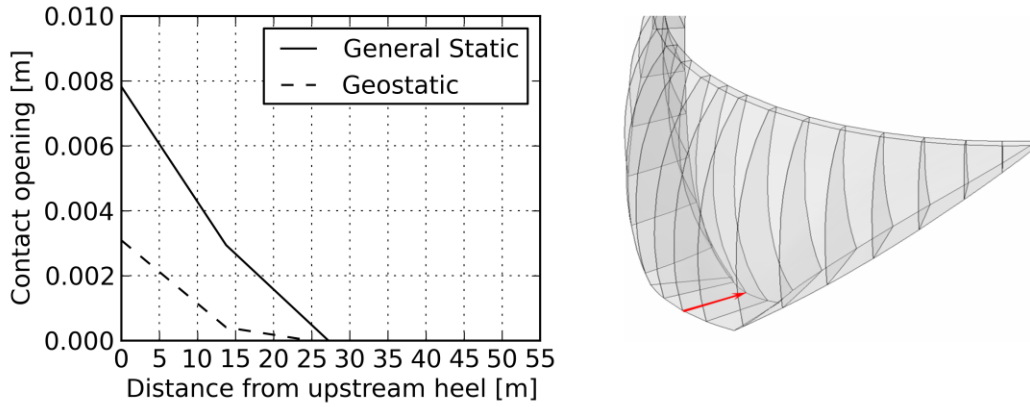 0.010
0.008
0.006
0.004
0.002
0.000
Contact opening [m]
General Static
Geostatic
0 5 10 15 20 25 30 35 40 45 50 55
Distance from upstream heel [m]